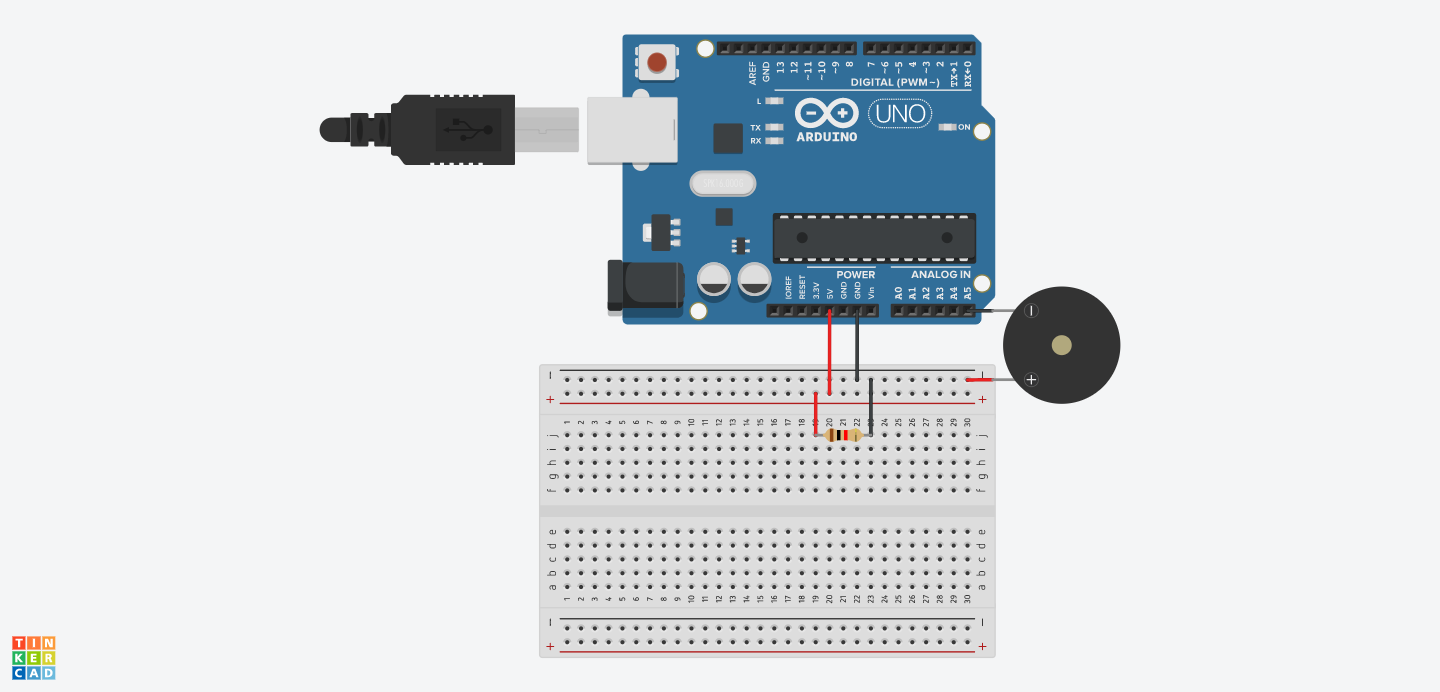 AREF
GND
13
12
~11
~10
~9
8
7
~6
~5
4
~3
2
TX→1
RX←0
DIGITAL (PWM~)
L
TX
RX
ARDUINO
UNO
ON
POWER
ANALOG IN
IOREF
RESET
3.3V
5V
GND
GND
Vin
A0
A1
A2
A3
A4
A5
−
+
− −
+ +
1 2 3 4 5 6 7 8 9 10 11 12 13 14 15 16 17 18 20 21 22 24 25 26 27 28 29 30
j j
i i
h h
g g
f f
e e
d d
c c
b b
a a
1 2 3 4 5 6 7 8 9 10 11 12 13 14 15 16 17 18 19 20 21 22 23 24 25 26 27 28 29 30
− −
+ +
TIN
KER
CAD